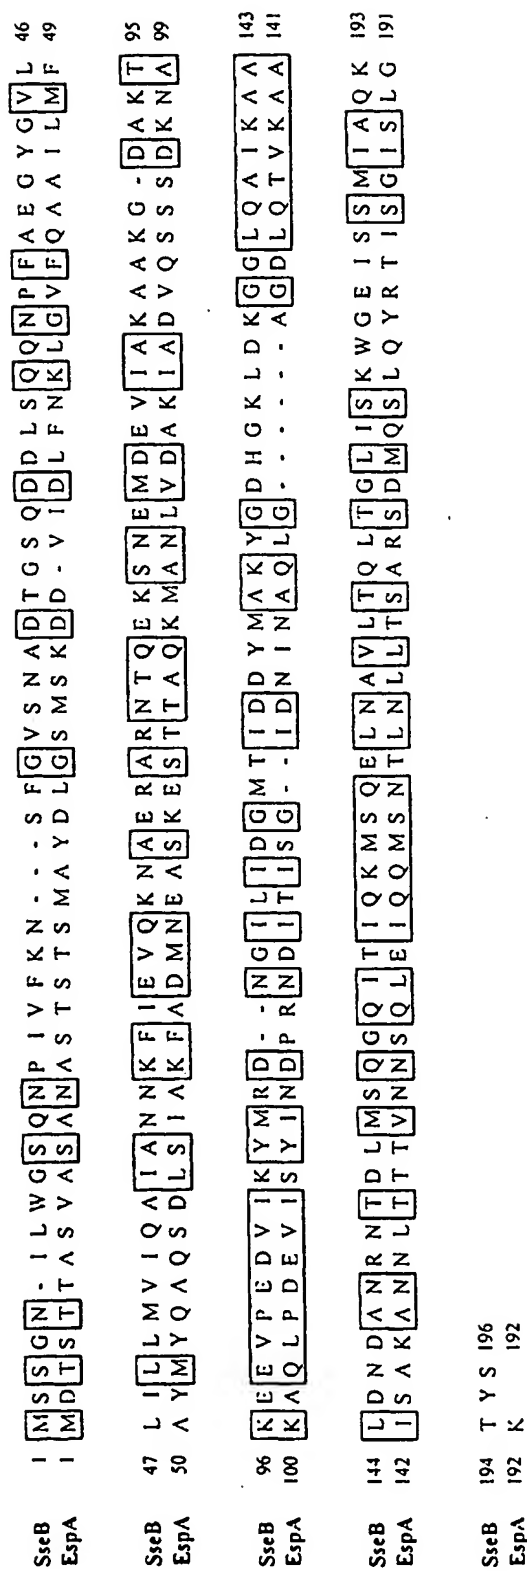 SseB 1 M S S G N - I L W G S Q N P I V F K N - - - S F G V S N A D T G S Q D D L S Q Q N P F A E G Y G V L 46
EspA 1 M D T S T T A S V A S A N A S T S T S M A Y D L G S M S K D D - V I D L F N K L G V F Q A A I L M F 49
SseB 47 L I L L M V I Q A I A N N K F I E V Q K N A E R A R N T Q E K S N E M D E V I A K A A K G - D A K T 95
EspA 50 A Y M Y Q A Q S D L S I A K F A D M N E A S K E S T T A Q K M A N L V D A K I A D V Q S S S D K N A 99
SseB 96 K E E V P E D V I K Y M R D - - N G I L I D G M T I D D Y M A K Y G D H G K L D K G G L Q A I K A A 143
EspA 100 K A Q L P D E V I S Y I N D P R N D I T I S G - - I D N I N A Q L G - - - - - - A G D L Q T V K A A 141
SseB 144 L D N D A N R N T D L M S Q G Q I T I Q K M S Q E L N A V L T Q L T G L I S K W G E I S S M I A Q K 193
EspA 142 I S A K A N N L T T T V N N S Q L E I Q Q M S N T L N L L T S A R S D M Q S L Q Y R T I S G I S L G 191
SseB 194 T Y S 196
EspA 192 K 192